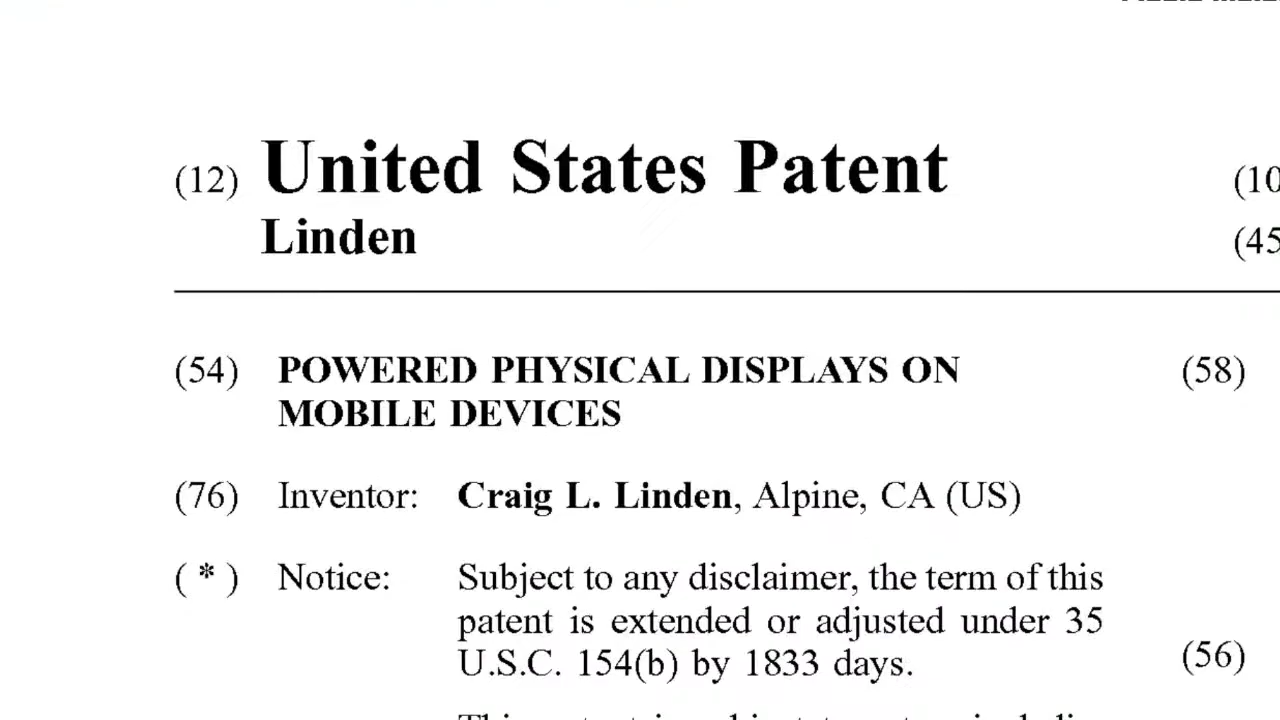 (12) United States Patent (10
Linden (45
(54) POWERED PHYSICAL DISPLAYS ON (58)
MOBILE DEVICES
(76) Inventor: Craig L. Linden, Alpine, CA (US)
( * ) Notice: Subject to any disclaimer, the term of this
patent is extended or adjusted under 35
U.S.C. 154(b) by 1833 days. (56)